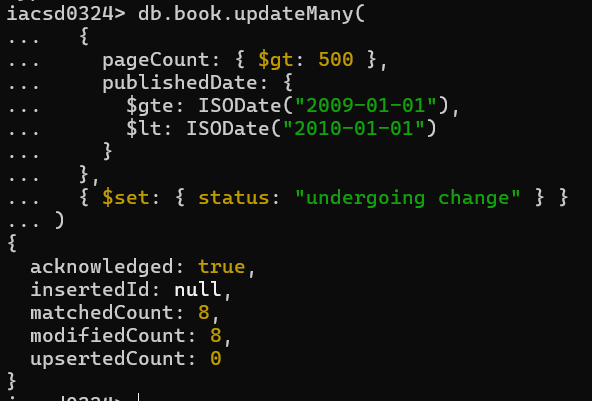 iacsd0324> db.book.updateMany(
...   {
...     pageCount: { $gt: 500 },
...     publishedDate: {
...       $gte: ISODate("2009-01-01"),
...       $lt: ISODate("2010-01-01")
...     }
...   },
...   { $set: { status: "undergoing change" } }
... )
{
  acknowledged: true,
  insertedId: null,
  matchedCount: 8,
  modifiedCount: 8,
  upsertedCount: 0
}
iacsd0324>